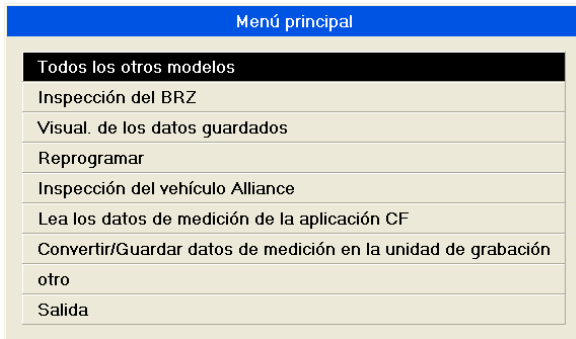 Menú principal
Todos los otros modelos
Inspección del BRZ
Visual. de los datos guardados
Reprogramar
Inspección del vehículo Alliance
Lea los datos de medición de la aplicación CF
Convertir/Guardar datos de medición en la unidad de grabación
otro
Salida